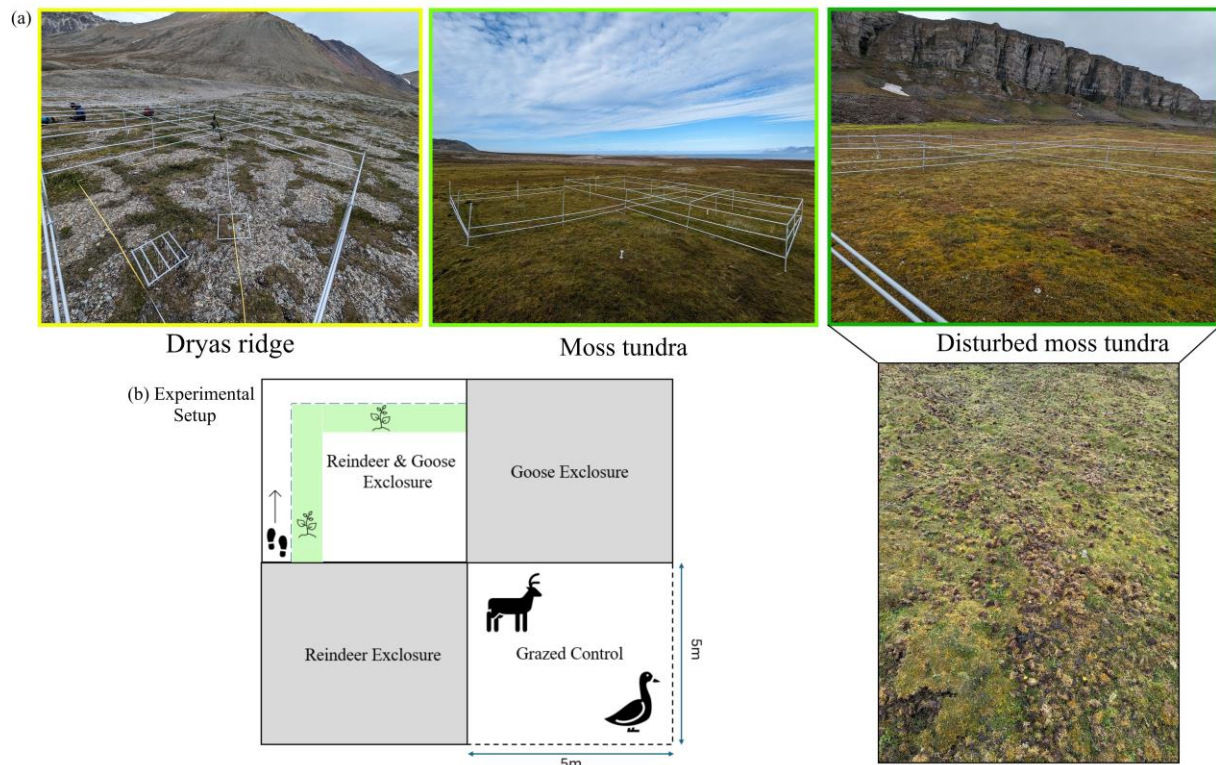 (a)
Dryas ridge
Moss tundra
Disturbed moss tundra
(b) Experimental
Setup
Reindeer & Goose
Exclosure
Goose Exclosure
Reindeer Exclosure
Grazed Control
5m
5m